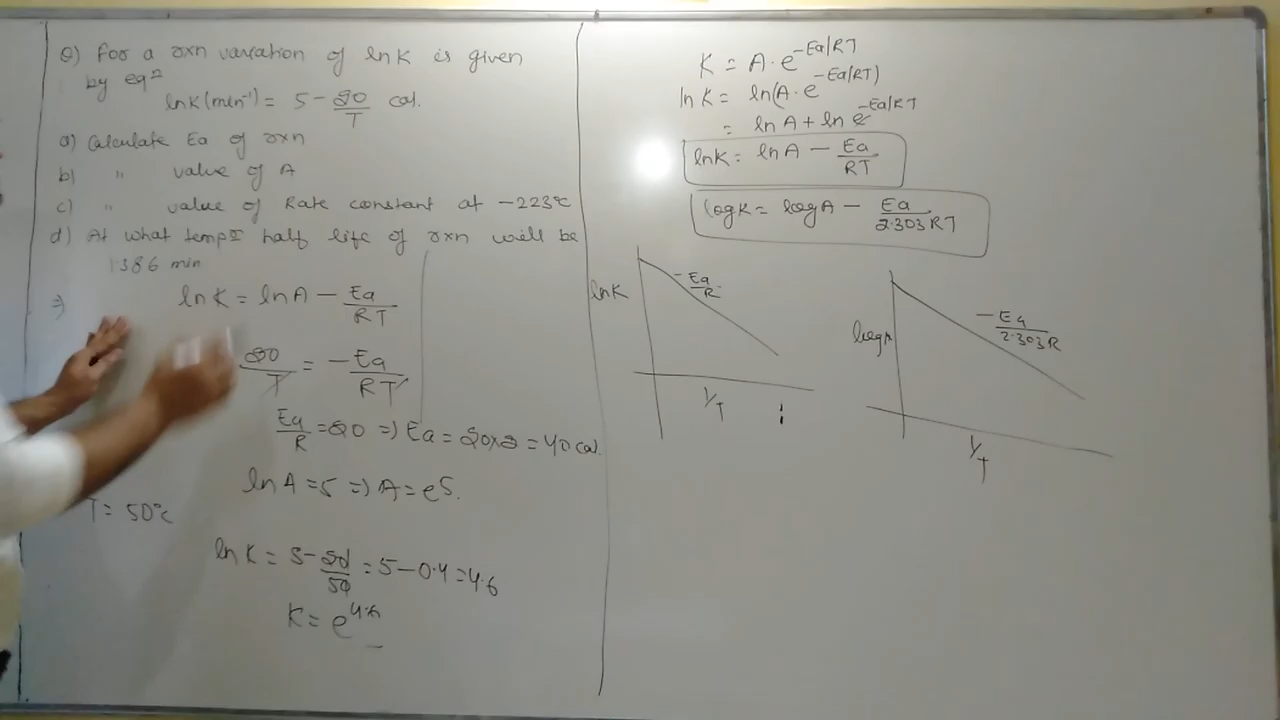 Q) For a rxn variation of lnK is given
by eqn
lnK(min⁻¹) = 5 - 20/T cal.
a) Calculate Ea of rxn
b) " value of A
c) " value of Rate constant at -223°C
d) At what tempr half life of rxn will be
1386 min
⇒ lnK = lnA - Ea/RT
20/T = -Ea/RT
Ea/R = 20 ⇒ Ea = 20x2 = 40 cal.
lnA = 5 ⇒ A = e5.
T = 50°C
lnK = 5 - 20/50 = 5 - 0.4 = 4.6
K = e^4.6
K = A·e^-Ea/RT
lnK = ln(A·e^-Ea/RT)
= lnA + ln e^-Ea/RT
lnK = lnA - Ea/RT
logK = logA - Ea/2.303RT
lnK
-Ea/R
1/T
logK
-Ea/2.303R
1/T